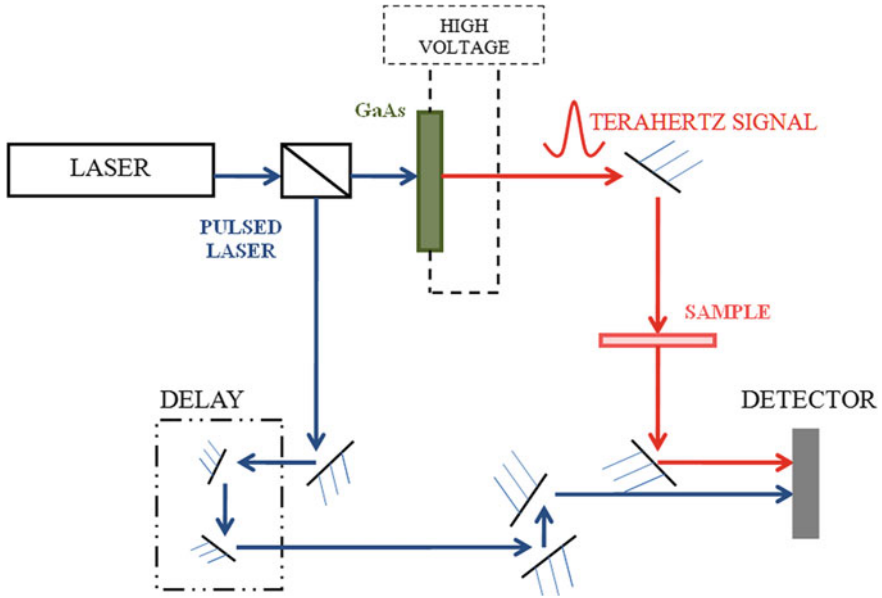 HIGH
VOLTAGE
GaAs
TERAHERTZ SIGNAL
LASER
PULSED
LASER
SAMPLE
DELAY
DETECTOR